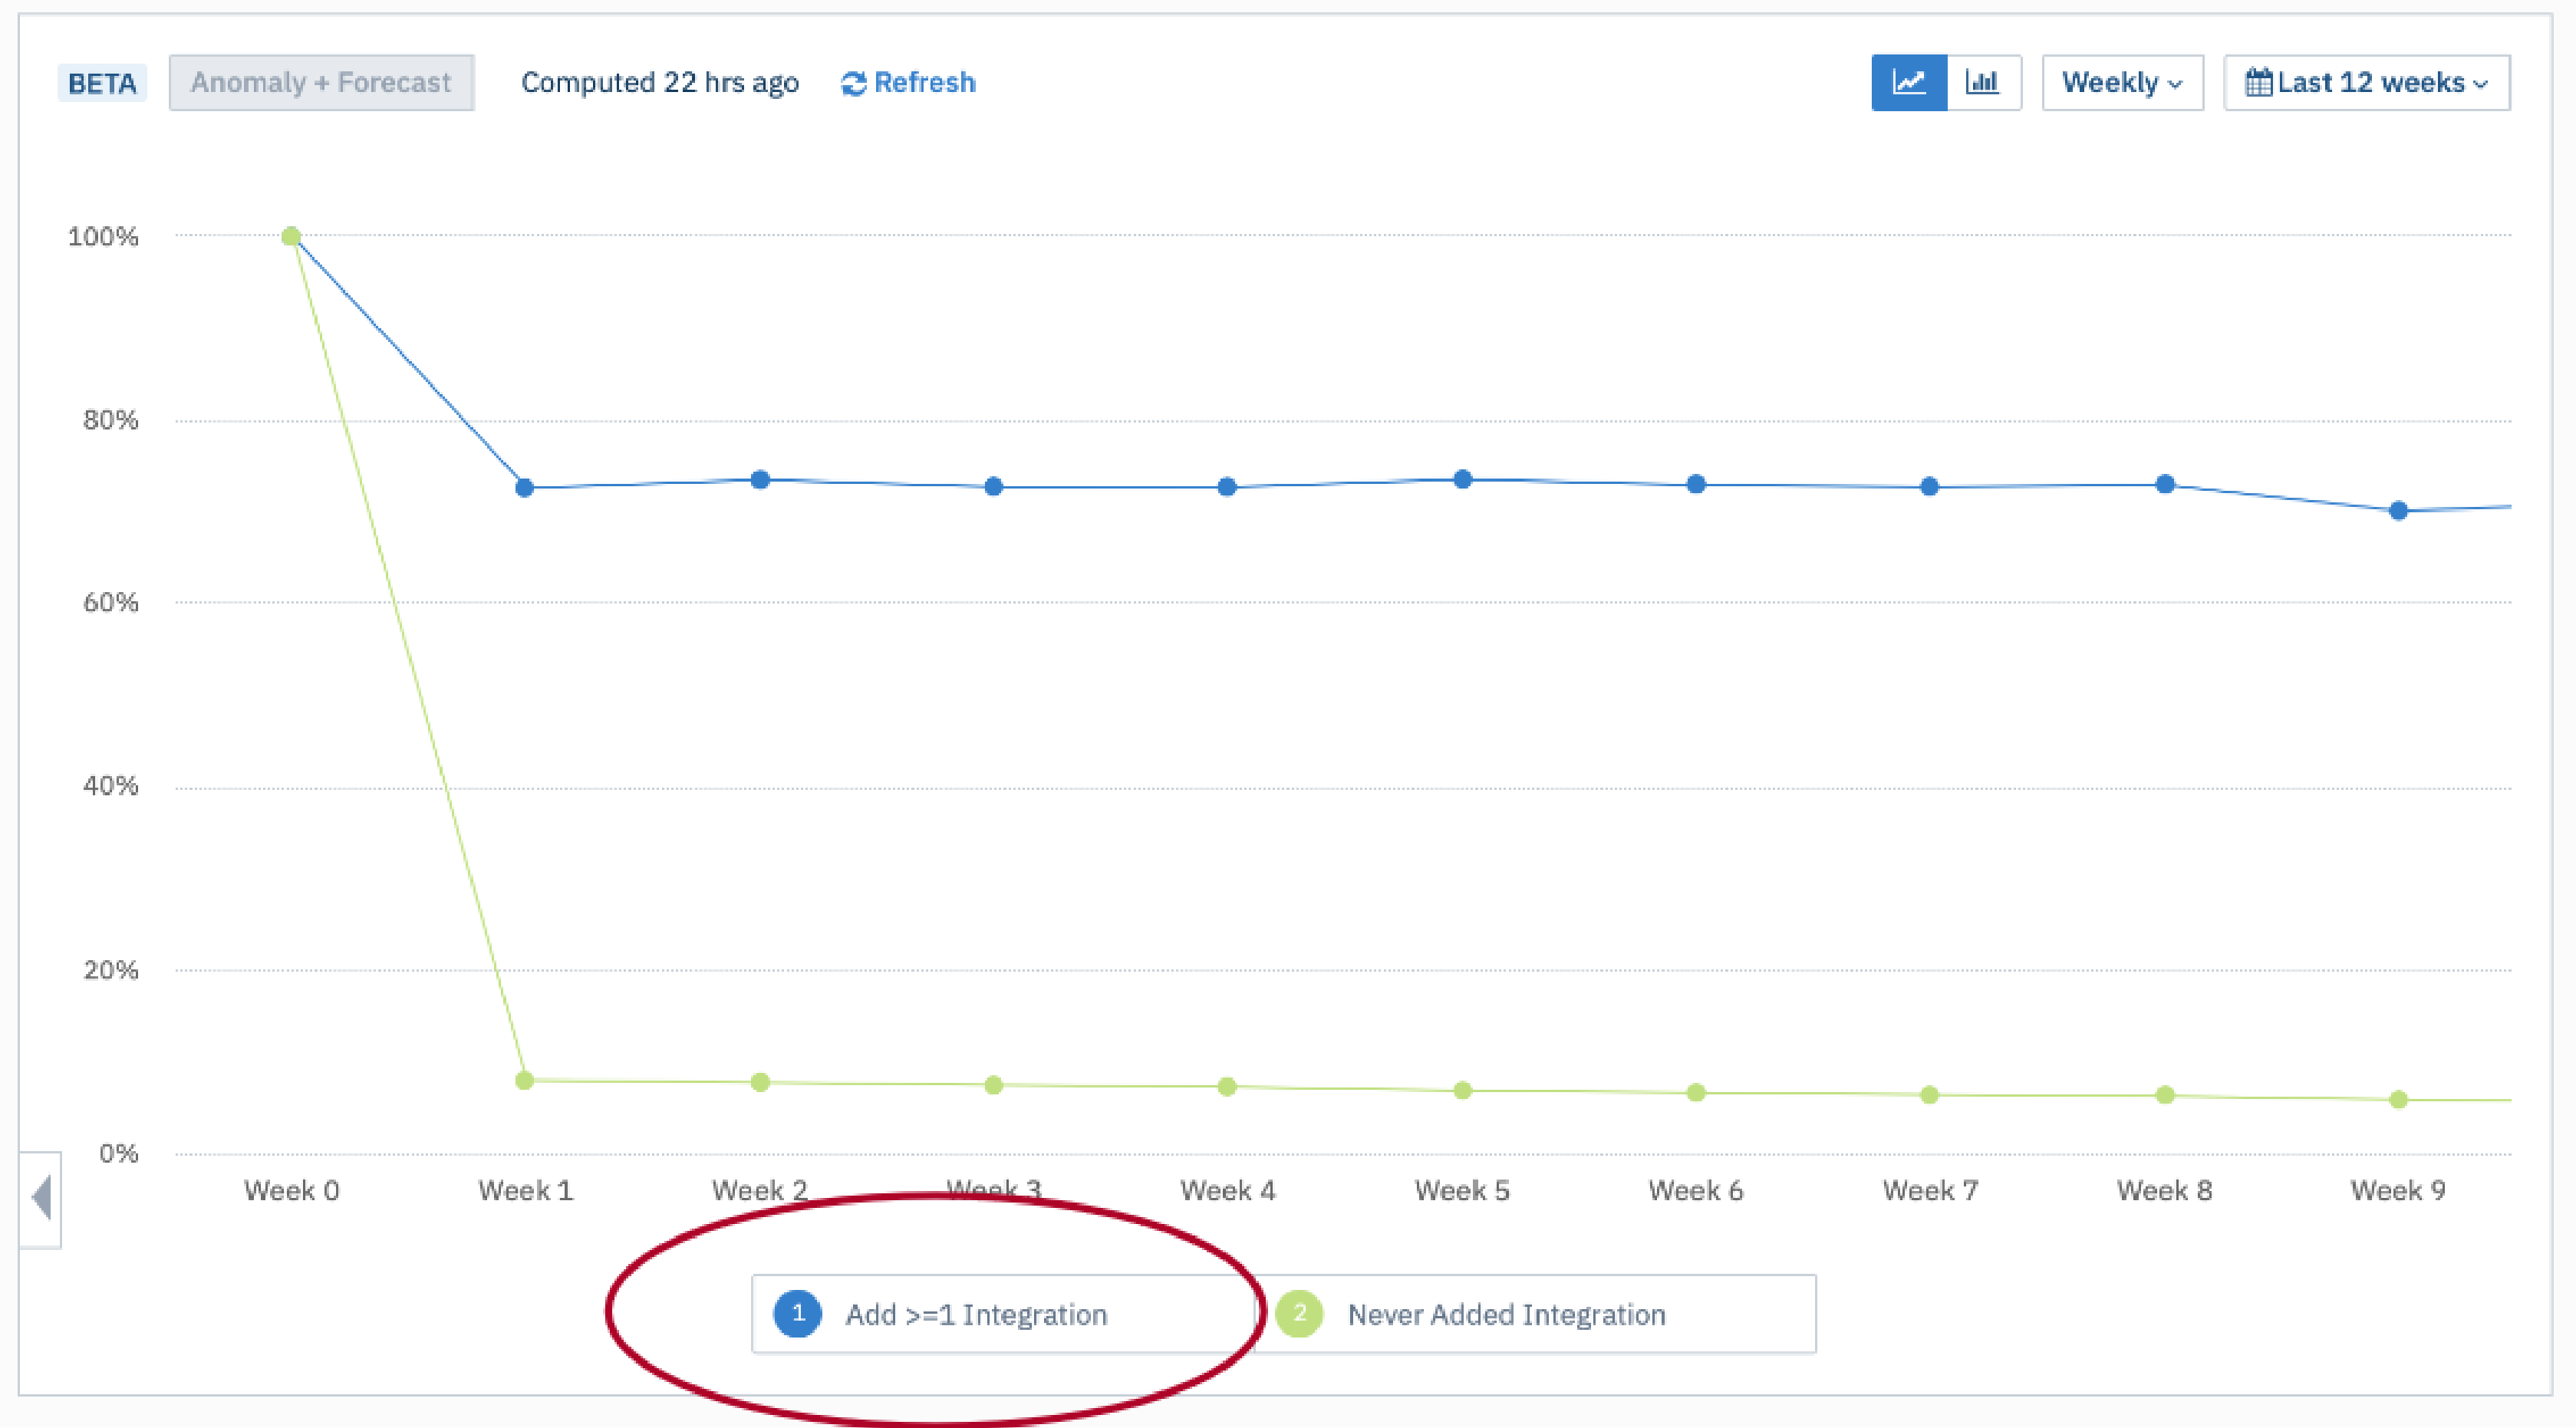 BETA Anomaly + Forecast Computed 22 hrs ago Refresh Weekly Last 12 weeks
100%
80%
60%
40%
20%
0%
Week 0 Week 1 Week 2 Week 3 Week 4 Week 5 Week 6 Week 7 Week 8 Week 9
1 Add >=1 Integration 2 Never Added Integration